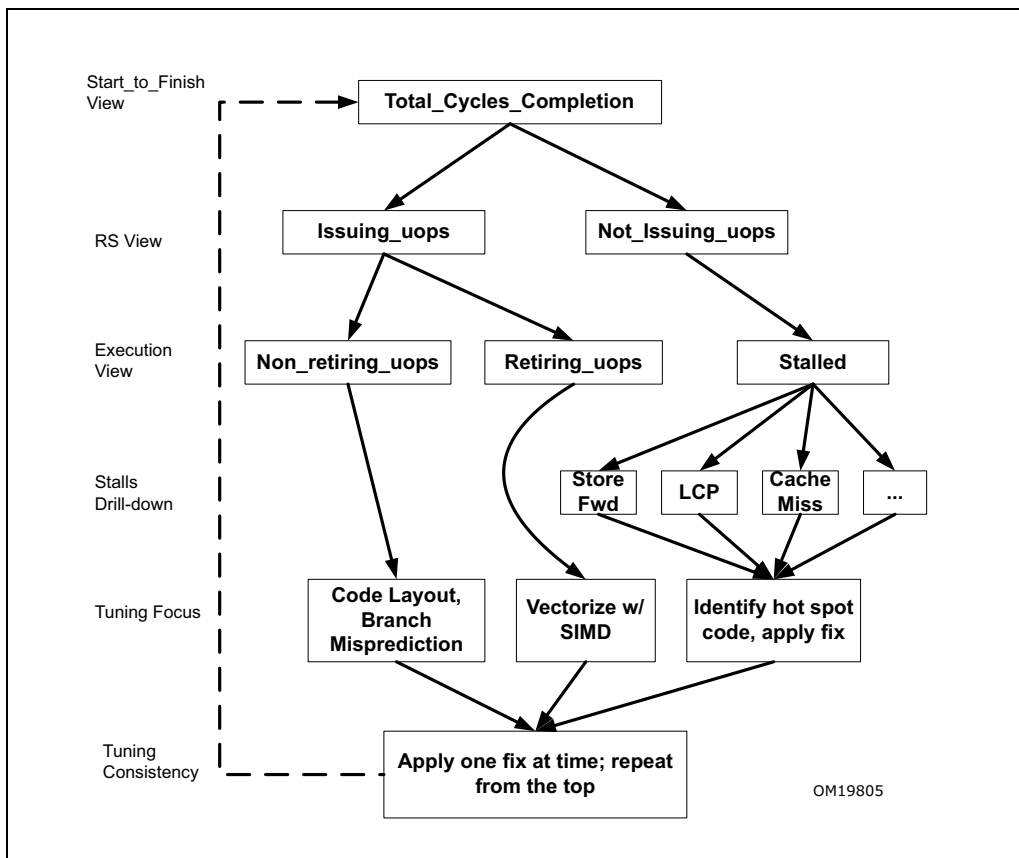 Start_to_Finish
View
Total_Cycles_Completion
RS View
Issuing_uops
Not_Issuing_uops
Execution
View
Non_retiring_uops
Retiring_uops
Stalled
Stalls
Drill-down
Store
Fwd
LCP
Cache
Miss
...
Tuning Focus
Code Layout,
Branch
Misprediction
Vectorize w/
SIMD
Identify hot spot
code, apply fix
Tuning
Consistency
Apply one fix at time; repeat
from the top
OM19805